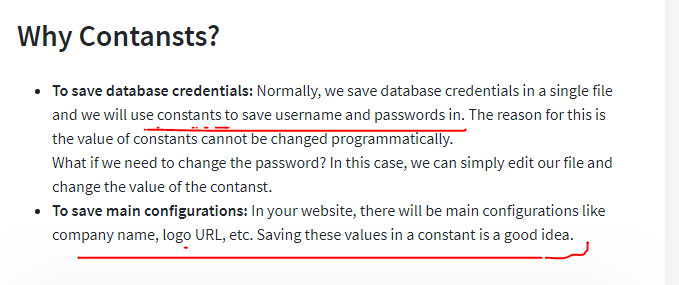 Why Contansts?
• To save database credentials: Normally, we save database credentials in a single file
and we will use constants to save username and passwords in. The reason for this is
the value of constants cannot be changed programmatically.
What if we need to change the password? In this case, we can simply edit our file and
change the value of the contanst.
• To save main configurations: In your website, there will be main configurations like
company name, logo URL, etc. Saving these values in a constant is a good idea.